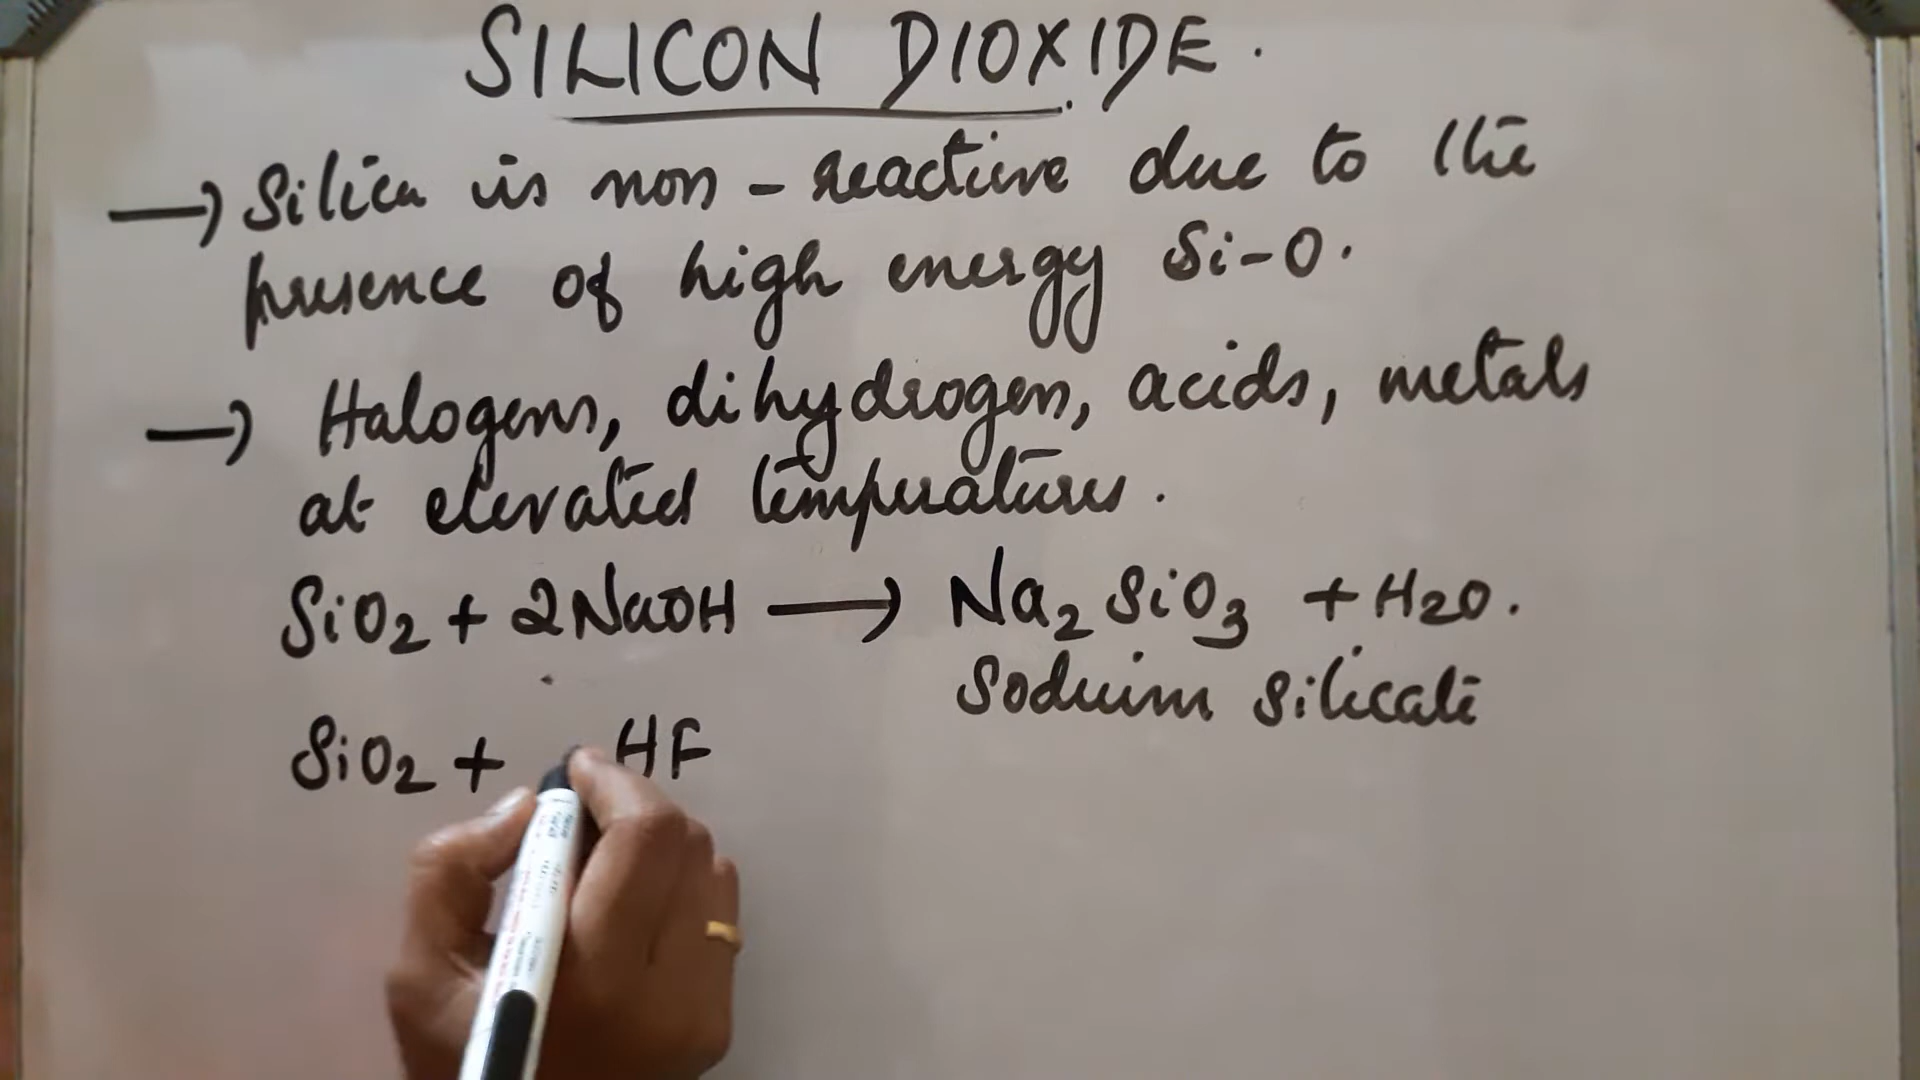 SILICON DIOXIDE.
→ Silica is non-reactive due to the
presence of high energy Si-O.
→ Halogens, dihydrogen, acids, metals
at elevated temperatures.
SiO2 + 2NaOH → Na2SiO3 + H2O.
Sodium silicate
SiO2 + HF